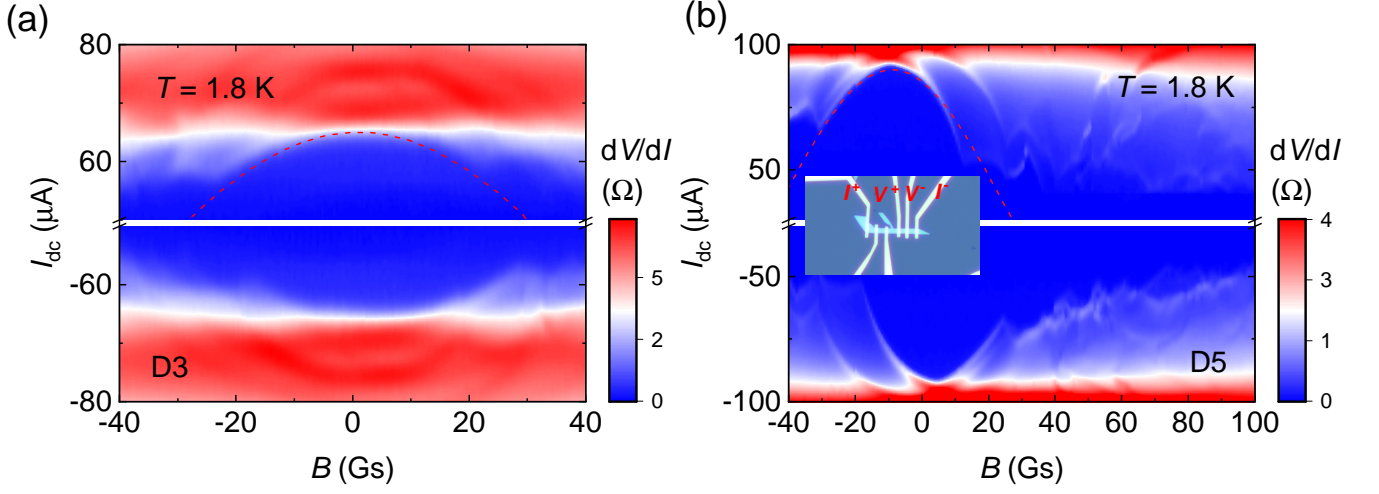 (a)
80
60
-60
-80
I_dc (μA)
T = 1.8 K
D3
-40 -20 0 20 40
B (Gs)
dV/dI
(Ω)
5
2
0
(b)
100
50
-50
-100
I_dc (μA)
T = 1.8 K
I⁺ V⁺ V⁻ I⁻
D5
-40 -20 0 20 40 60 80 100
B (Gs)
dV/dI
(Ω)
4
3
1
0